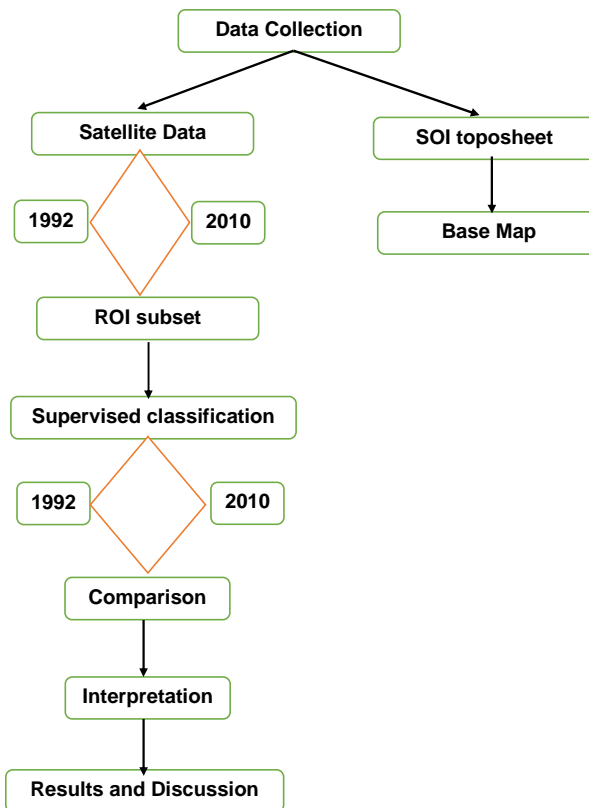 Data Collection
Satellite Data
SOI toposheet
1992
2010
Base Map
ROI subset
Supervised classification
1992
2010
Comparison
Interpretation
Results and Discussion